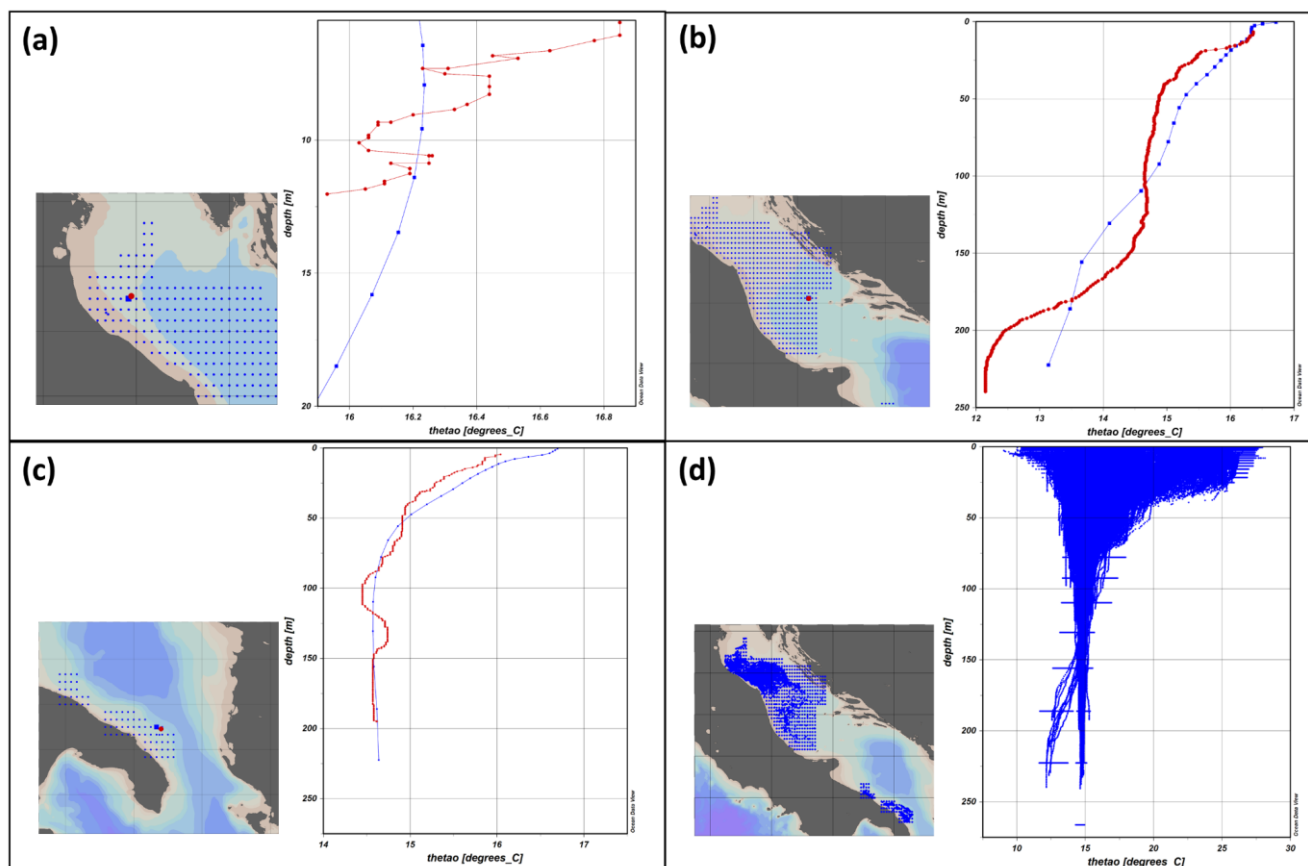 (a)
depth [m]
10
15
20
16
16.2
16.4
16.6
16.8
thetao [degrees_C]
Ocean Data View
(b)
depth [m]
0
50
100
150
200
250
12
13
14
15
16
17
thetao [degrees_C]
Ocean Data View
(c)
depth [m]
0
50
100
150
200
250
14
15
16
17
thetao [degrees_C]
Ocean Data View
(d)
depth [m]
0
50
100
150
200
250
10
15
20
25
30
thetao [degrees_C]
Ocean Data View